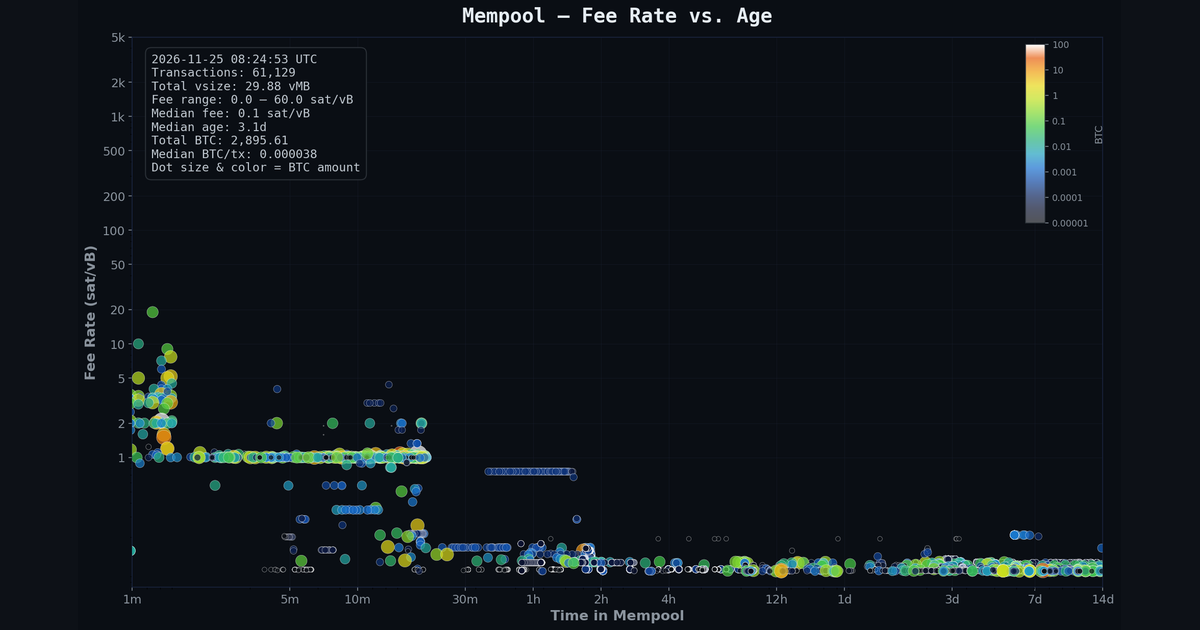 Mempool — Fee Rate vs. Age
2026-11-25 08:24:53 UTC
Transactions: 61,129
Total vsize: 29.88 vMB
Fee range: 0.0 — 60.0 sat/vB
Median fee: 0.1 sat/vB
Median age: 3.1d
Total BTC: 2,895.61
Median BTC/tx: 0.000038
Dot size & color = BTC amount
100
10
1
0.1
0.01
0.001
0.0001
0.00001
BTC
5k
2k
1k
500
200
100
50
20
10
5
2
1
Fee Rate (sat/vB)
1m
5m
10m
30m
1h
2h
4h
12h
1d
3d
7d
14d
Time in Mempool